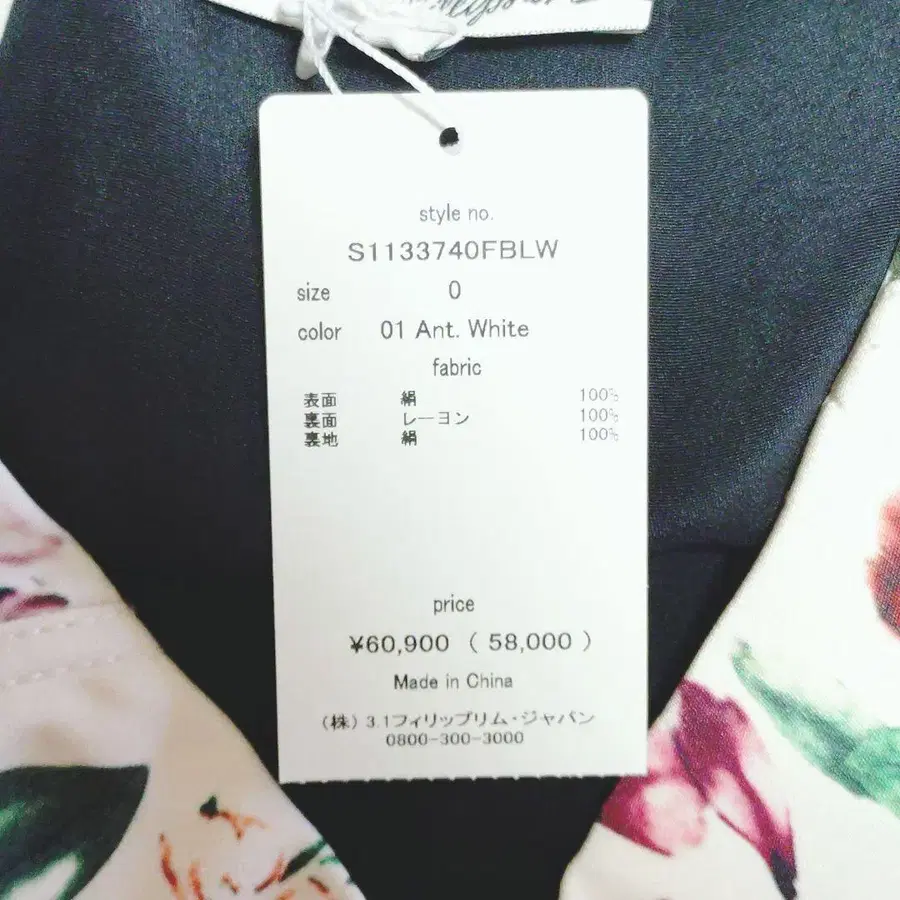 style no.
S1133740FBLW
size 0
color 01 Ant. White
fabric
表面 絹 100%
裏面 レーヨン 100%
裏地 絹 100%
price
¥60,900 ( 58,000 )
Made in China
(株) 3.1フィリップリム・ジャパン
0800-300-3000